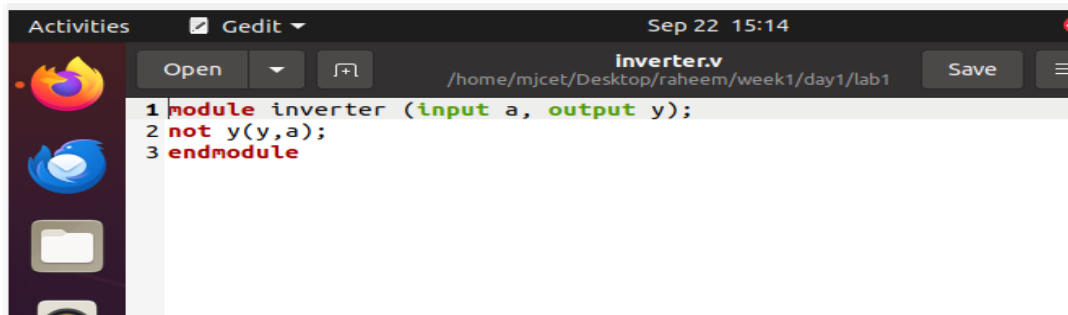 Activities Gedit Sep 22 15:14
Open inverter.v Save
/home/mjcet/Desktop/raheem/week1/day1/lab1
1 module inverter (input a, output y);
2 not y(y,a);
3 endmodule